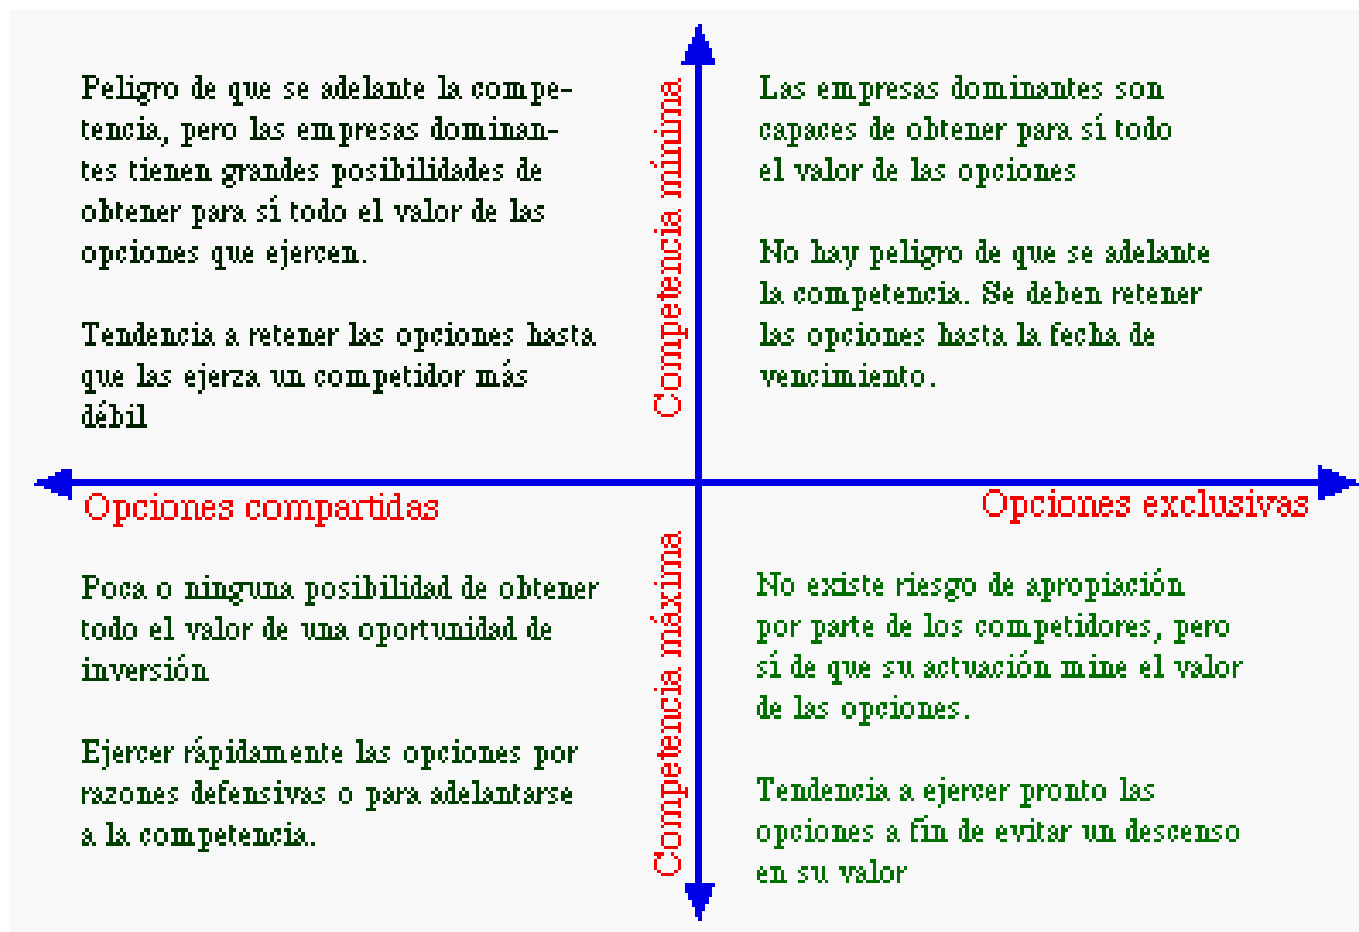 Peligro de que se adelante la compe-
tencia, pero las empresas dominan-
tes tienen grandes posibilidades de
obtener para sí todo el valor de las
opciones que ejercen.
Tendencia a retener las opciones hasta
que las ejerza un competidor más
débil
Competencia mínima
Las empresas dominantes son
capaces de obtener para sí todo
el valor de las opciones
No hay peligro de que se adelante
la competencia. Se deben retener
las opciones hasta la fecha de
vencimiento.
Opciones compartidas
Opciones exclusivas
Poca o ninguna posibilidad de obtener
todo el valor de una oportunidad de
inversión
Ejercer rápidamente las opciones por
razones defensivas o para adelantarse
a la competencia.
Competencia máxima
No existe riesgo de apropiación
por parte de los competidores, pero
sí de que su actuación mine el valor
de las opciones.
Tendencia a ejercer pronto las
opciones a fin de evitar un descenso
en su valor